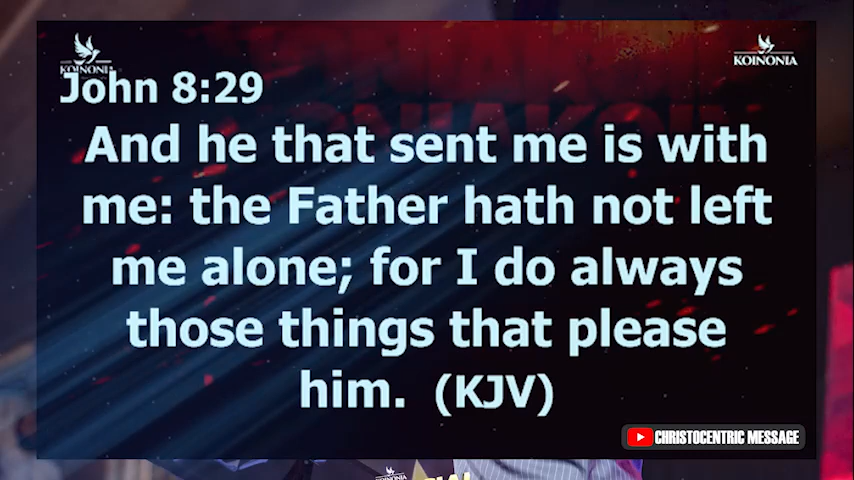 KOINONIA
KOINONIA
John 8:29
And he that sent me is with
me: the Father hath not left
me alone; for I do always
those things that please
him. (KJV)
CHRISTOCENTRIC MESSAGE
KOINONIA